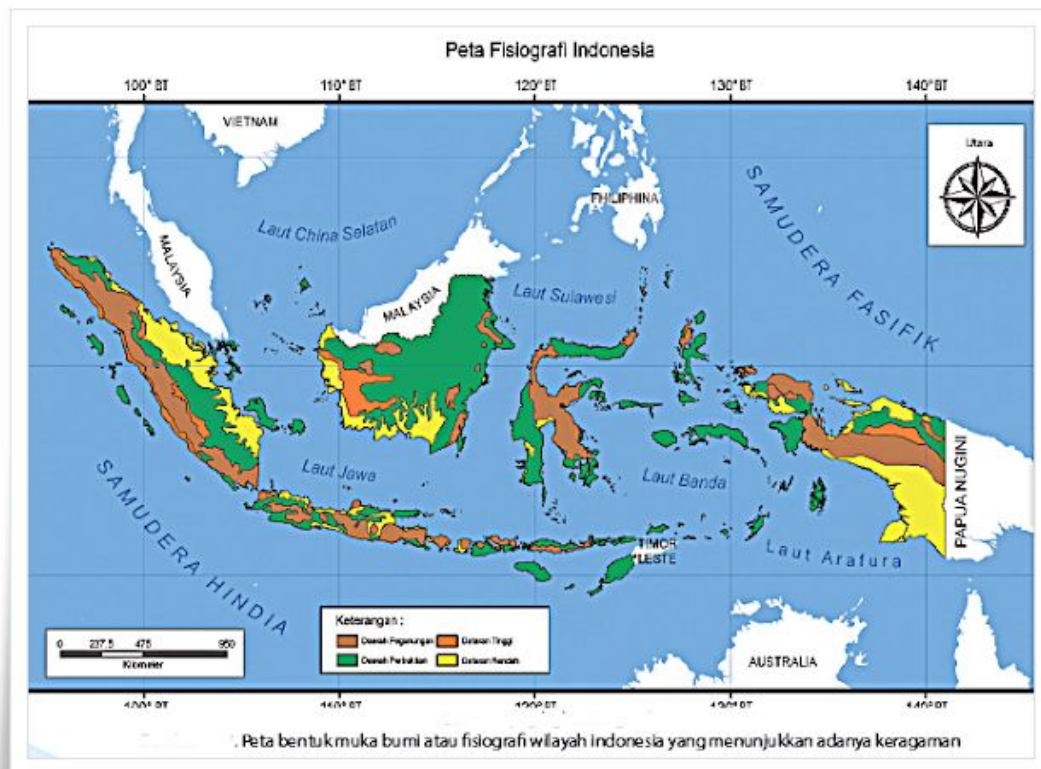 Peta Fisiografi Indonesia
100° BT 110° BT 120° BT 130° BT 140° BT
VIETNAM
Utara
PHILIPHINA
SAMUDERA FASIFIK
Laut China Selatan
MALAYSIA
MALAYSIA
Laut Sulawesi
PAPUA NUGINI
Laut Jawa
Laut Banda
SAMUDERA HINDIA
TIMOR
LESTE
Laut Arafura
Keterangan :
Daerah Pegunungan Dataran Tinggi
Daerah Perbukitan Dataran Rendah
0 237.5 475 950
Kilometer
AUSTRALIA
. Peta bentuk muka bumi atau fisiografi wilayah Indonesia yang menunjukkan adanya keragaman